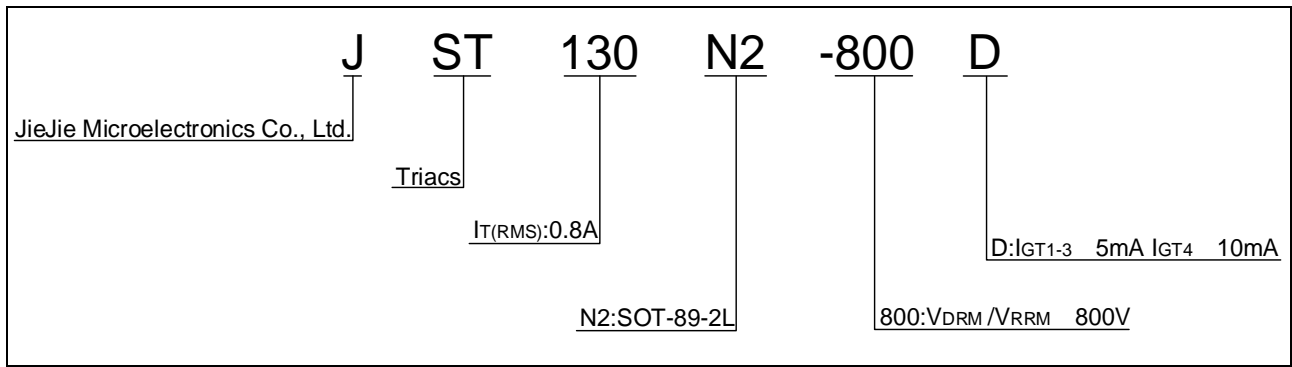 J ST 130 N2 -800 D
JieJie Microelectronics Co., Ltd.
Triacs
IT(RMS):0.8A
D:IGT1-3 5mA IGT4 10mA
N2:SOT-89-2L
800:VDRM /VRRM 800V